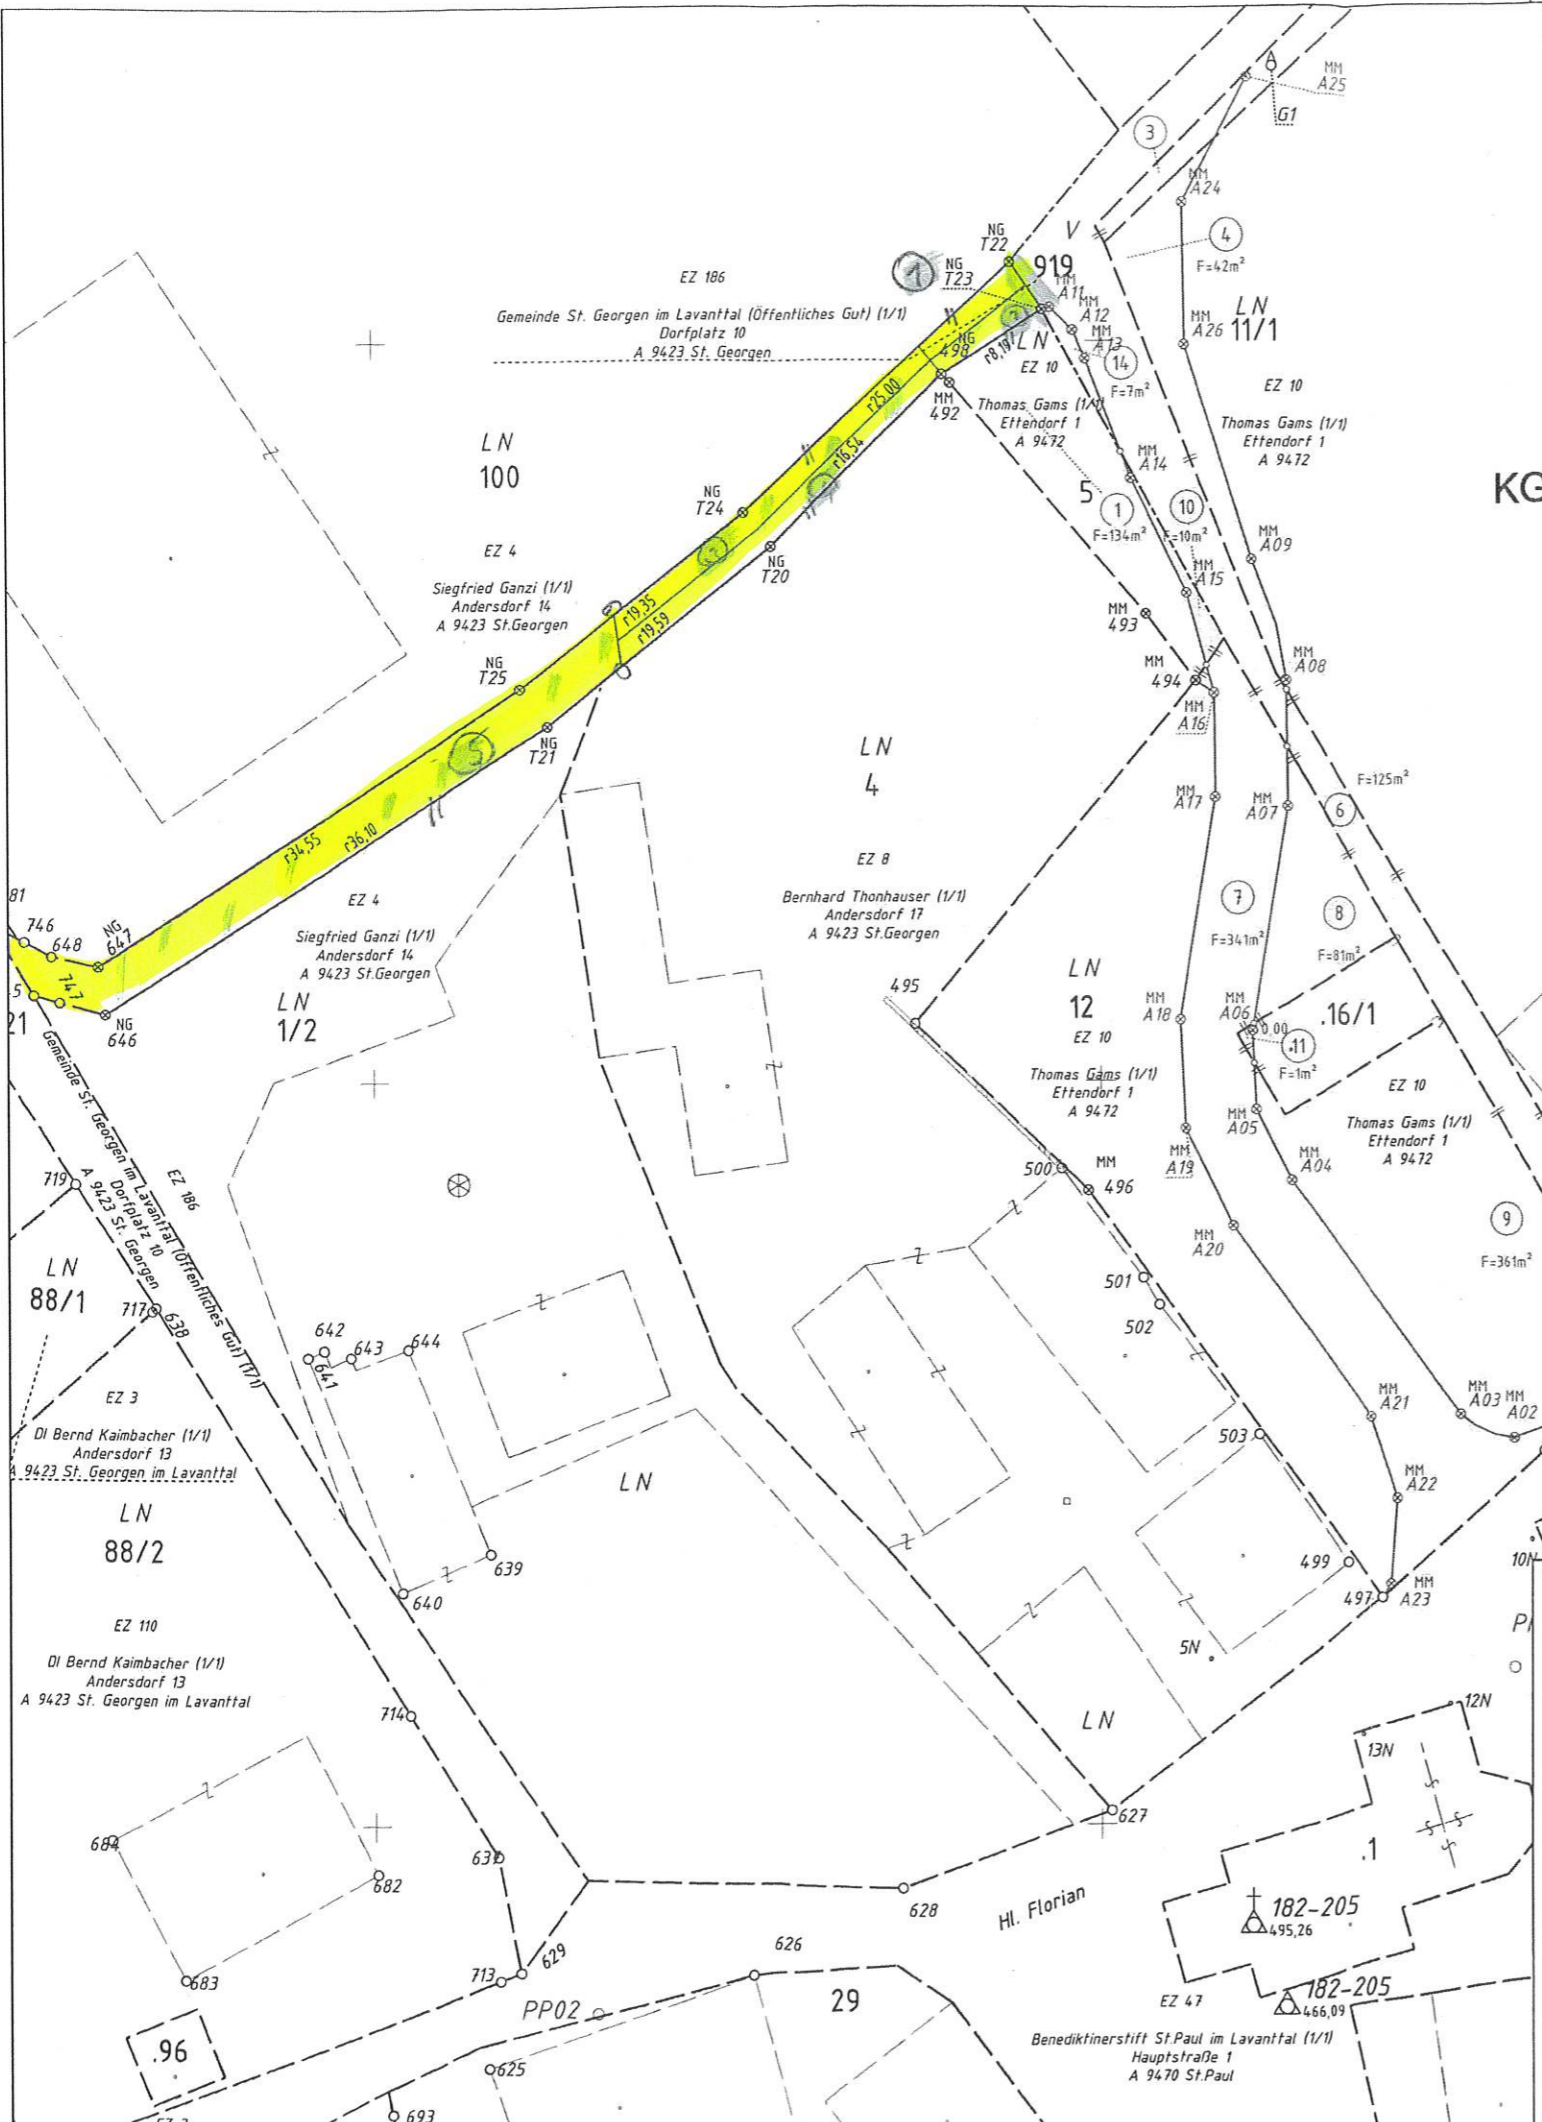 MM
A25
A
G1
3
MM
A24
4
F=42m²
NG
T22
V
919
1
NG
T23
MM
A11
MM
A12
MM
A13
2
LN
11/1
MM
A26
EZ 186
Gemeinde St. Georgen im Lavanttal (Öffentliches Gut) (1/1)
Dorfplatz 10
A 9423 St. Georgen
NG
498
r8,19
LN
EZ 10
14
F=7m²
EZ 10
Thomas Gams (1/1)
Ettendorf 1
A 9472
MM
492
Thomas Gams (1/1)
Ettendorf 1
A 9472
r25,00
r16,54
LN
100
MM
A14
5
1
F=134m²
10
F=10m²
KG
NG
T24
NG
T20
MM
A09
MM
A15
EZ 4
Siegfried Ganzi (1/1)
Andersdorf 14
A 9423 St.Georgen
r19,35
r19,59
MM
493
MM
494
MM
A08
NG
T25
MM
A16
NG
T21
5
LN
4
F=125m²
MM
A17
MM
A07
6
r34,55
r36,10
EZ 8
Bernhard Thonhauser (1/1)
Andersdorf 17
A 9423 St.Georgen
EZ 4
Siegfried Ganzi (1/1)
Andersdorf 14
A 9423 St.Georgen
7
F=341m²
8
F=81m²
81
746
648
NG
647
747
NG
646
LN
1/2
495
LN
12
EZ 10
Thomas Gams (1/1)
Ettendorf 1
A 9472
MM
A18
MM
A06
0,00
.16/1
.11
F=1m²
EZ 10
Thomas Gams (1/1)
Ettendorf 1
A 9472
5
21
Gemeinde St. Georgen im Lavanttal (Öffentliches Gut) (1/1)
Dorfplatz 10
A 9423 St. Georgen
EZ 186
MM
A05
MM
A04
MM
A19
500
MM
496
719
MM
A20
9
F=361m²
LN
88/1
717
638
501
502
642
641
643
644
EZ 3
DI Bernd Kaimbacher (1/1)
Andersdorf 13
A 9423 St. Georgen im Lavanttal
MM
A21
MM
A03
MM
A02
503
LN
MM
A22
LN
88/2
639
640
499
497
MM
A23
10N
EZ 110
DI Bernd Kaimbacher (1/1)
Andersdorf 13
A 9423 St. Georgen im Lavanttal
5N
714
LN
12N
13N
627
684
682
.1
628
Hl. Florian
182-205
495,26
683
713
629
626
PP02
29
EZ 47
182-205
466,09
.96
Benediktinerstift St.Paul im Lavanttal (1/1)
Hauptstraße 1
A 9470 St.Paul
625
693